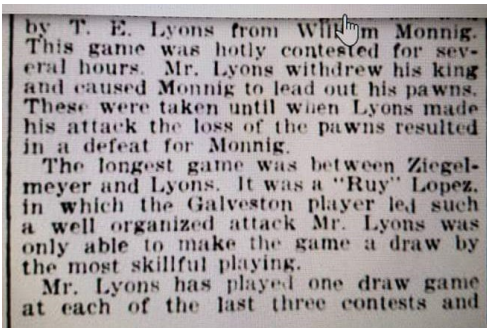 by T. E. Lyons from William Monnig.
This game was hotly contested for sev-
eral hours. Mr. Lyons withdrew his king
and caused Monnig to lead out his pawns.
These were taken until when Lyons made
his attack the loss of the pawns resulted
in a defeat for Monnig.
The longest game was between Ziegel-
meyer and Lyons. It was a "Ruy" Lopez,
in which the Galveston player led such
a well organized attack Mr. Lyons was
only able to make the game a draw by
the most skillful playing.
Mr. Lyons has played one draw game
at each of the last three contests and